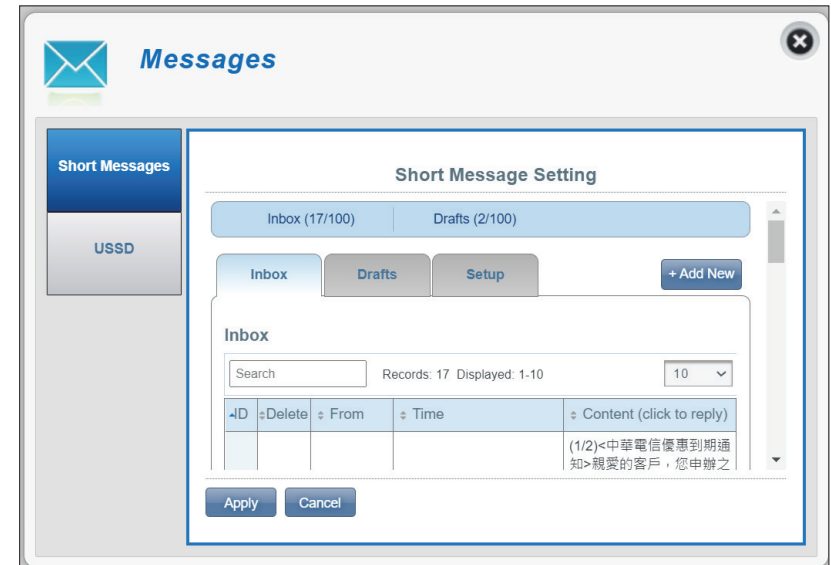 Messages
Short Messages
USSD
Short Message Setting
Inbox (17/100) Drafts (2/100)
Inbox Drafts Setup + Add New
Inbox
Search Records: 17 Displayed: 1-10 10
ID Delete From Time Content (click to reply)
(1/2)<中華電信優惠到期通
知>親愛的客戶，您申辦之
Apply Cancel